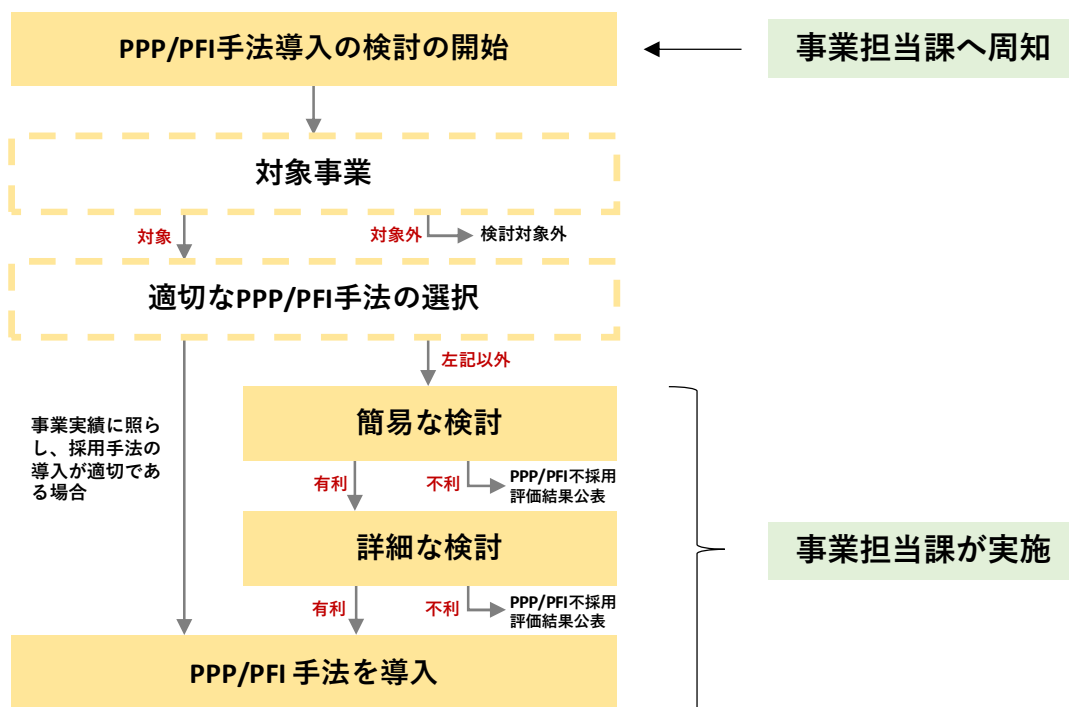 PPP/PFI手法導入の検討の開始
事業担当課へ周知
対象事業
対象
対象外
検討対象外
適切なPPP/PFI手法の選択
左記以外
事業実績に照ら
し、採用手法の
導入が適切であ
る場合
簡易な検討
有利
不利
PPP/PFI不採用
評価結果公表
詳細な検討
事業担当課が実施
有利
不利
PPP/PFI不採用
評価結果公表
PPP/PFI 手法を導入